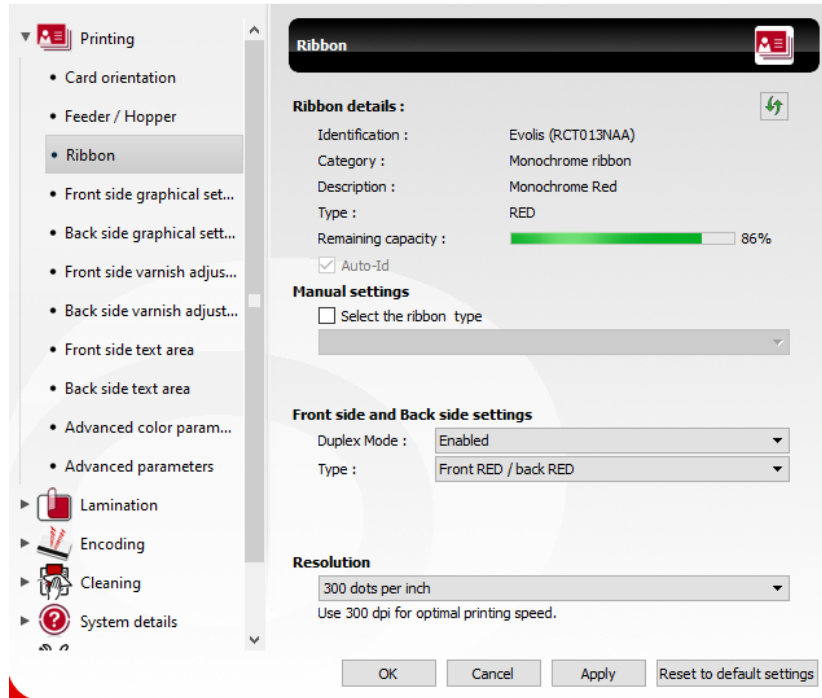 Printing
Card orientation
Feeder / Hopper
Ribbon
Front side graphical set...
Back side graphical sett...
Front side varnish adjus...
Back side varnish adjust...
Front side text area
Back side text area
Advanced color param...
Advanced parameters
Lamination
Encoding
Cleaning
System details
Ribbon
Ribbon details :
Identification : Evolis (RCT013NAA)
Category : Monochrome ribbon
Description : Monochrome Red
Type : RED
Remaining capacity : 86%
Auto-Id
Manual settings
Select the ribbon type
Front side and Back side settings
Duplex Mode : Enabled
Type : Front RED / back RED
Resolution
300 dots per inch
Use 300 dpi for optimal printing speed.
OK Cancel Apply Reset to default settings